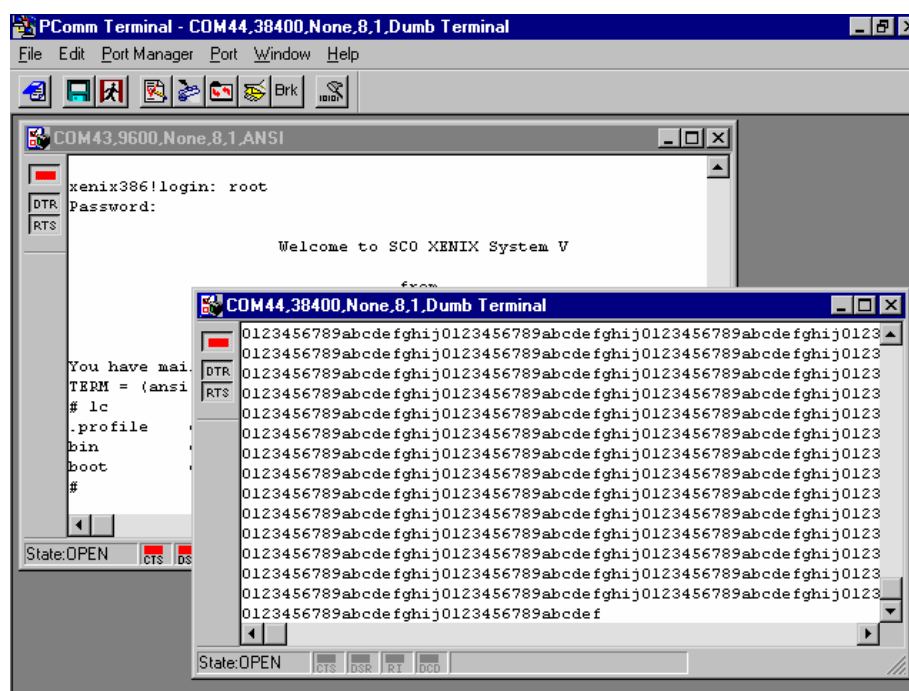 PComm Terminal - COM44,38400,None,8,1,Dumb Terminal
File Edit Port Manager Port Window Help
Brk
COM43,9600,None,8,1,ANSI
DTR
RTS
xenix386!login: root
Password:
Welcome to SCO XENIX System V
from
You have mai
TERM = (ansi
# lc
.profile
bin
boot
#
State:OPEN CTS DS
COM44,38400,None,8,1,Dumb Terminal
DTR
RTS
0123456789abcdefghij0123456789abcdefghij0123456789abcdefghij0123
0123456789abcdefghij0123456789abcdefghij0123456789abcdefghij0123
0123456789abcdefghij0123456789abcdefghij0123456789abcdefghij0123
0123456789abcdefghij0123456789abcdefghij0123456789abcdefghij0123
0123456789abcdefghij0123456789abcdefghij0123456789abcdefghij0123
0123456789abcdefghij0123456789abcdefghij0123456789abcdefghij0123
0123456789abcdefghij0123456789abcdefghij0123456789abcdefghij0123
0123456789abcdefghij0123456789abcdefghij0123456789abcdefghij0123
0123456789abcdefghij0123456789abcdefghij0123456789abcdefghij0123
0123456789abcdefghij0123456789abcdefghij0123456789abcdefghij0123
0123456789abcdefghij0123456789abcdefghij0123456789abcdefghij0123
0123456789abcdefghij0123456789abcdefghij0123456789abcdefghij0123
0123456789abcdefghij0123456789abcdefghij0123456789abcdefghij0123
0123456789abcdefghij0123456789abcdefghij0123456789abcdefghij0123
0123456789abcdefghij0123456789abcdef
State:OPEN CTS DSR RI DCD